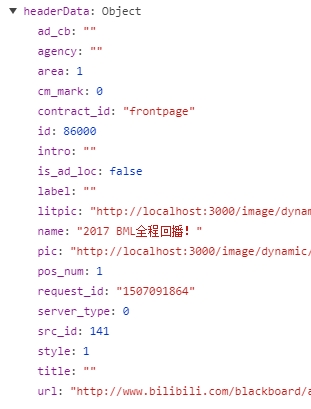 headerData: Object
ad_cb: ""
agency: ""
area: 1
cm_mark: 0
contract_id: "frontpage"
id: 86000
intro: ""
is_ad_loc: false
label: ""
litpic: "http://localhost:3000/image/dynam
name: "2017 BML全程回播! "
pic: "http://localhost:3000/image/dynamic/
pos_num: 1
request_id: "1507091864"
server_type: 0
src_id: 141
style: 1
title: ""
url: "http://www.bilibili.com/blackboard/a